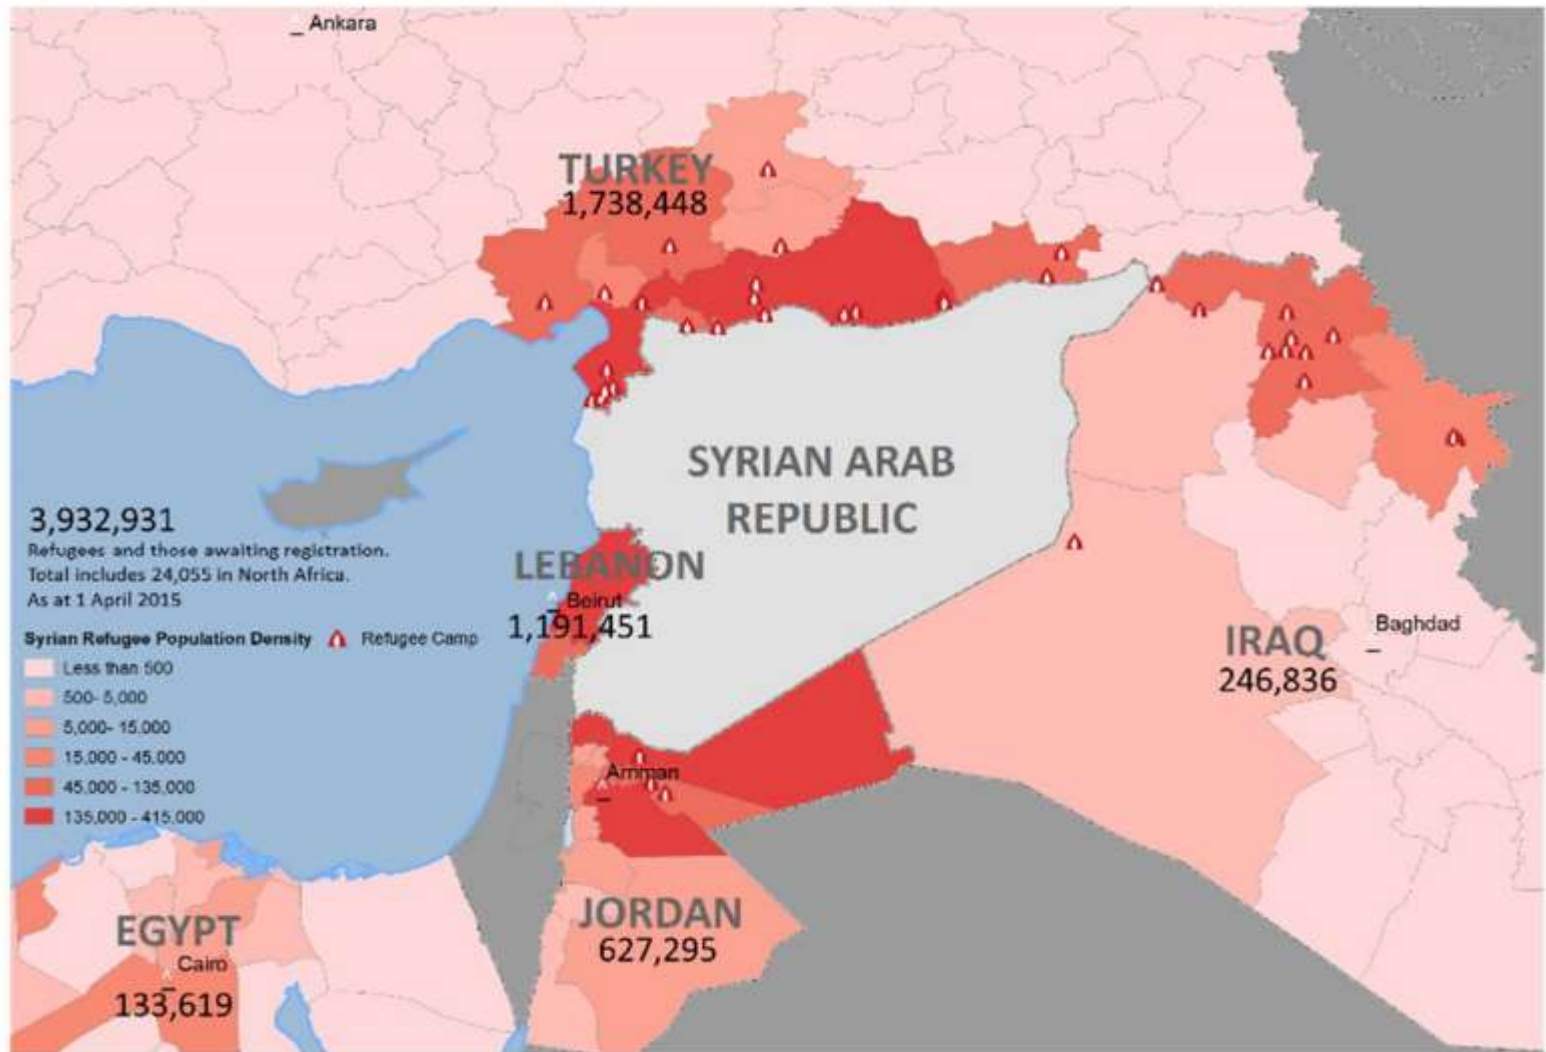 Ankara
TURKEY
1,738,448
SYRIAN ARAB
REPUBLIC
3,932,931
Refugees and those awaiting registration.
Total includes 24,055 in North Africa.
As at 1 April 2015
LEBANON
Beirut
1,191,451
Syrian Refugee Population Density
Refugee Camp
Less than 500
500- 5,000
5,000- 15.000
15.000 - 45.000
45.000 - 135.000
135,000 - 415.000
Baghdad
IRAQ
246,836
Amman
JORDAN
627,295
EGYPT
Cairo
133,619